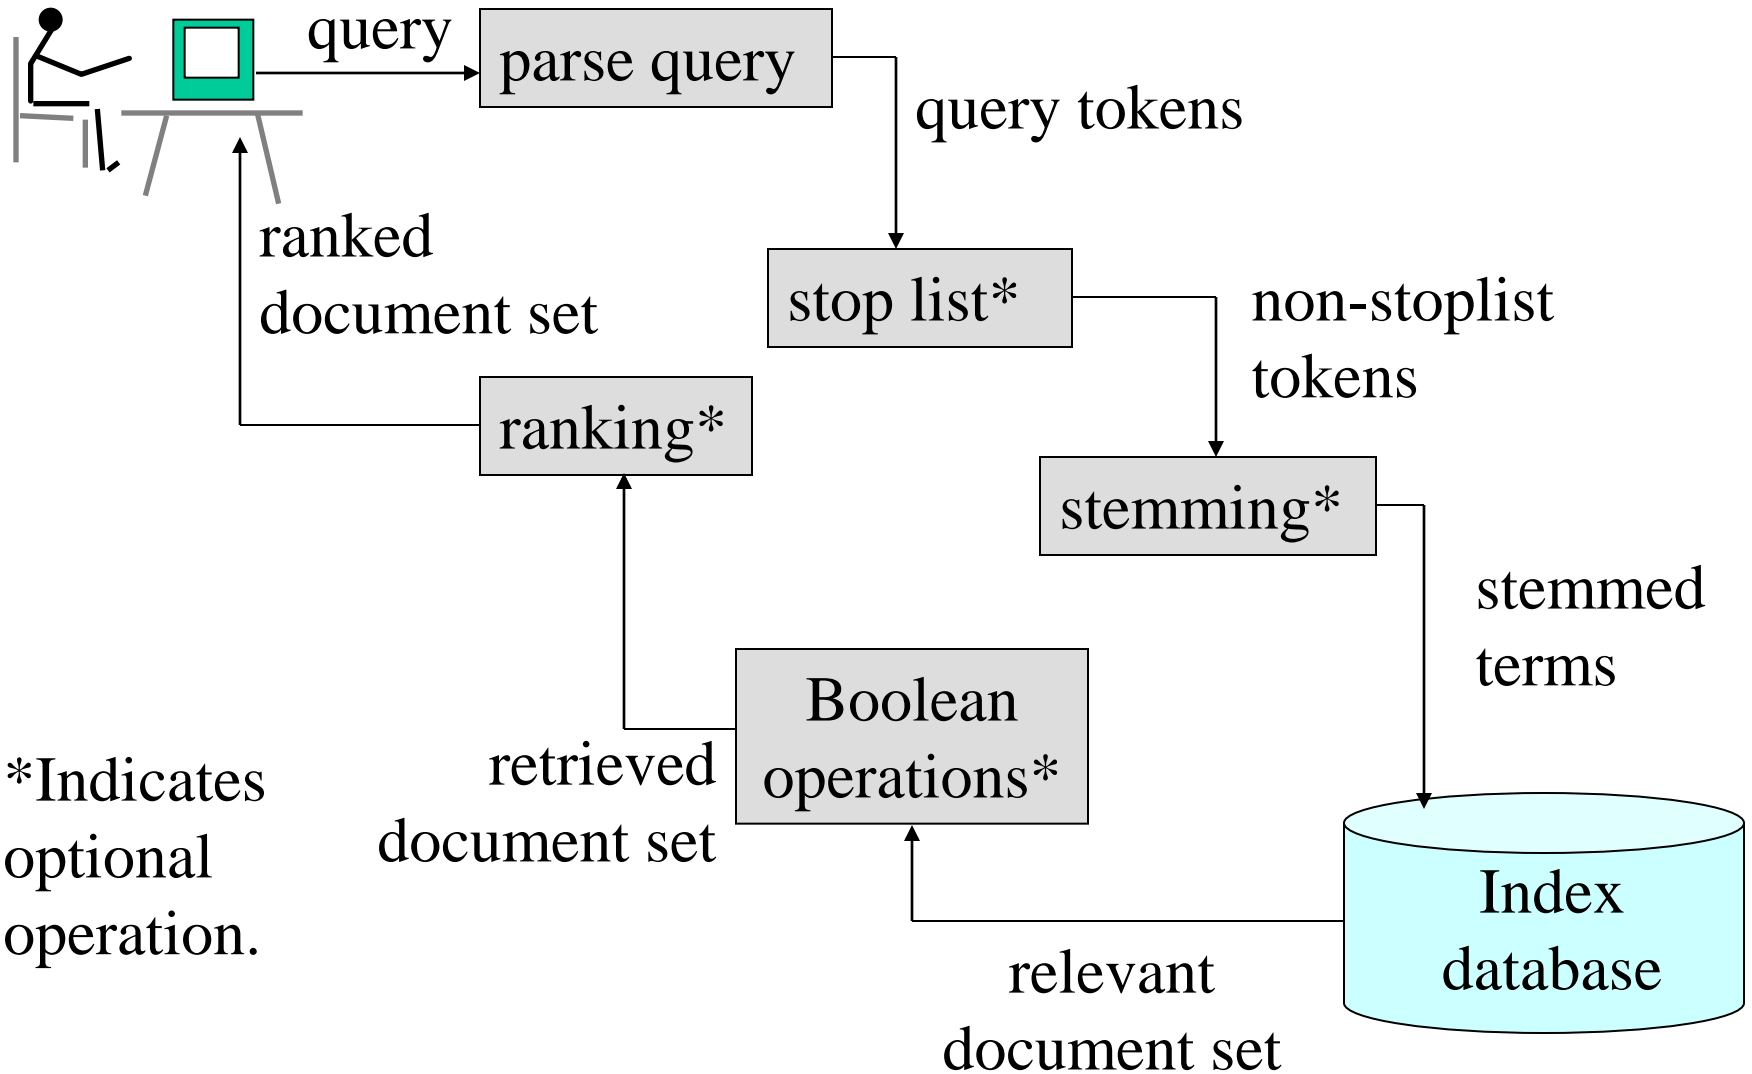 query
parse query
query tokens
ranked
document set
stop list*
non-stoplist
tokens
ranking*
stemming*
stemmed
terms
Boolean
operations*
retrieved
document set
*Indicates
optional
operation.
Index
database
relevant
document set